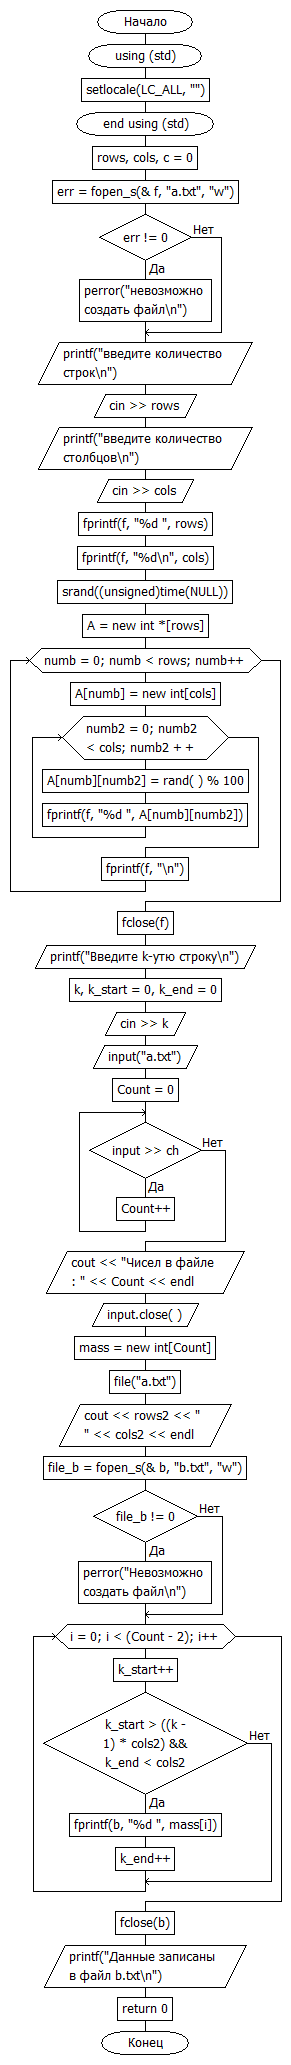 Начало
using (std)
setlocale(LC_ALL, "")
end using (std)
rows, cols, c = 0
err = fopen_s(& f, "a.txt", "w")
err != 0
Нет
Да
perror("невозможно
создать файл\n")
printf("введите количество
строк\n")
cin >> rows
printf("введите количество
столбцов\n")
cin >> cols
fprintf(f, "%d ", rows)
fprintf(f, "%d\n", cols)
srand((unsigned)time(NULL))
A = new int *[rows]
numb = 0; numb < rows; numb++
A[numb] = new int[cols]
numb2 = 0; numb2
< cols; numb2 + +
A[numb][numb2] = rand( ) % 100
fprintf(f, "%d ", A[numb][numb2])
fprintf(f, "\n")
fclose(f)
printf("Введите k-утю строку\n")
k, k_start = 0, k_end = 0
cin >> k
input("a.txt")
Count = 0
input >> ch
Нет
Да
Count++
cout << "Чисел в файле
: " << Count << endl
input.close( )
mass = new int[Count]
file("a.txt")
cout << rows2 << "
" << cols2 << endl
file_b = fopen_s(& b, "b.txt", "w")
file_b != 0
Нет
Да
perror("Невозможно
создать файл\n")
i = 0; i < (Count - 2); i++
k_start++
k_start > ((k -
1) * cols2) &&
k_end < cols2
Нет
Да
fprintf(b, "%d ", mass[i])
k_end++
fclose(b)
printf("Данные записаны
в файл b.txt\n")
return 0
Конец